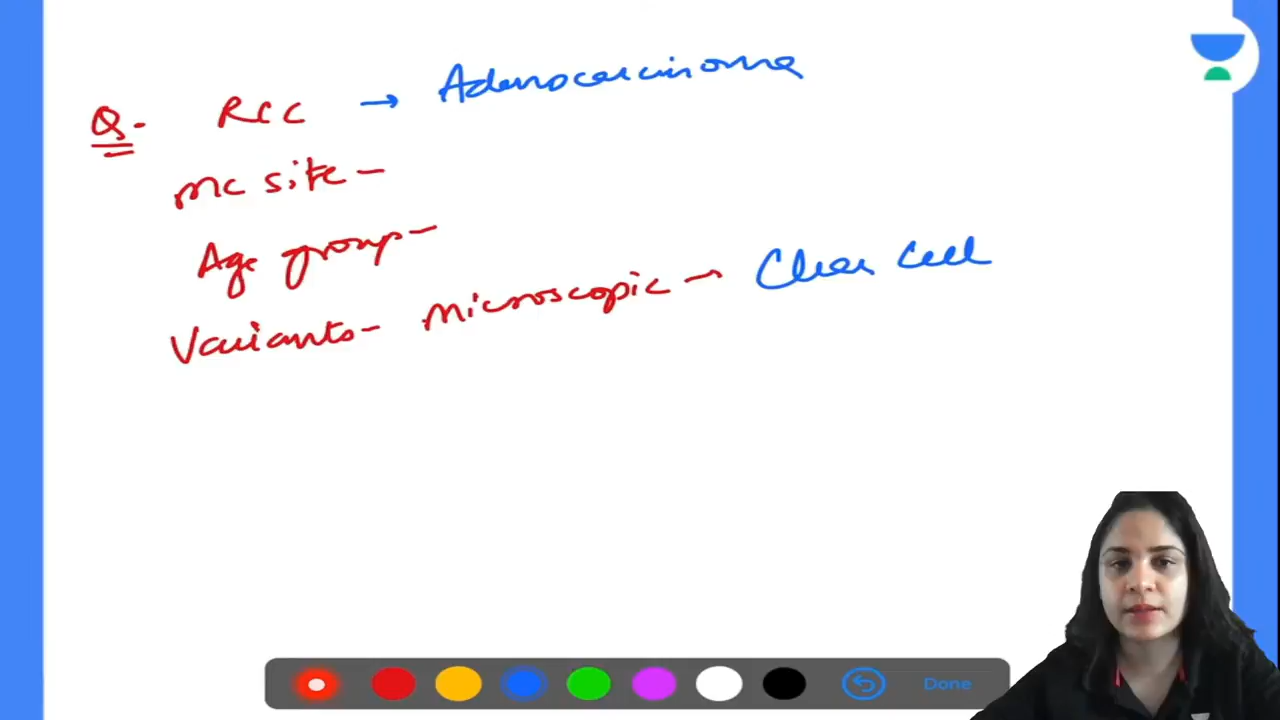 Q- RCC → Adenocarcinoma
MC site -
Age group -
Variants - Microscopic → Clear Cell
Done